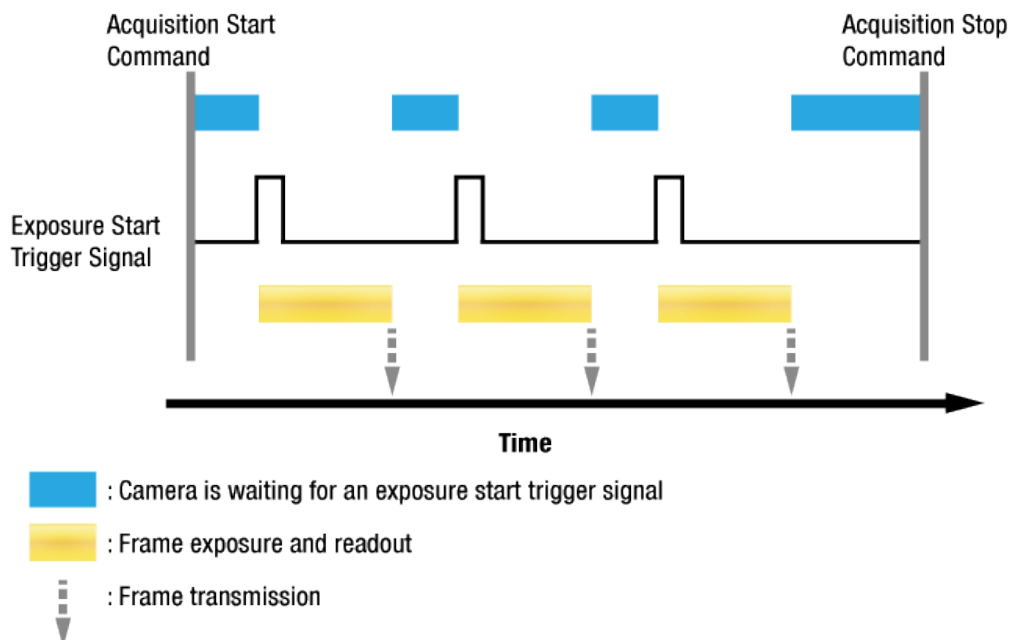 Acquisition Start
Command
Acquisition Stop
Command
Exposure Start
Trigger Signal
Time
: Camera is waiting for an exposure start trigger signal
: Frame exposure and readout
: Frame transmission